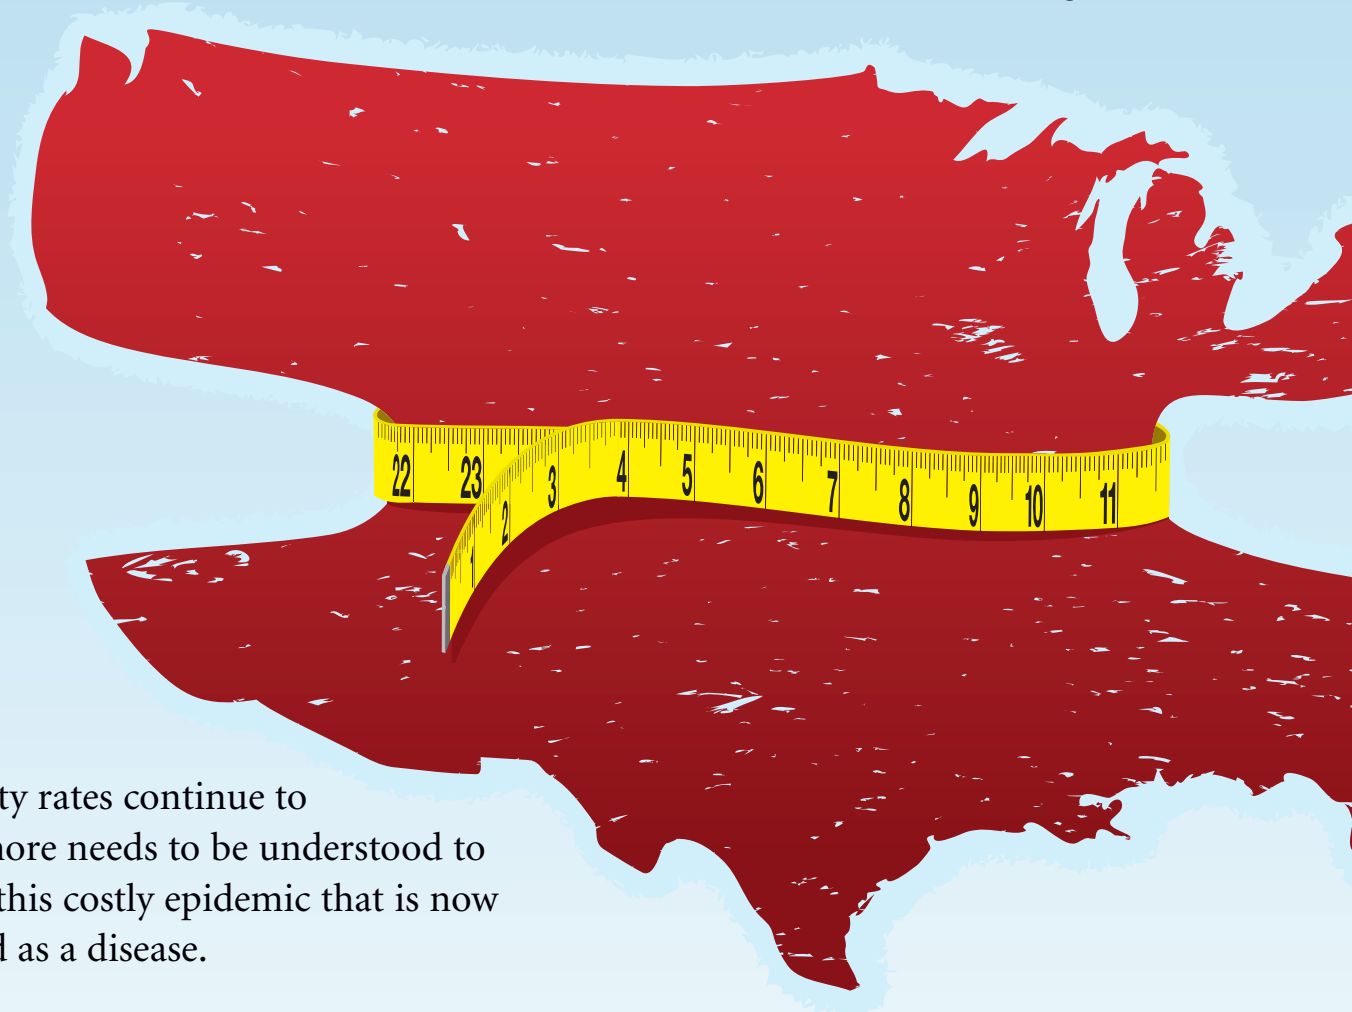 22 23 1 2 3 4 5 6 7 8 9 10 11
ty rates continue to
ore needs to be understood to
this costly epidemic that is now
as a disease.